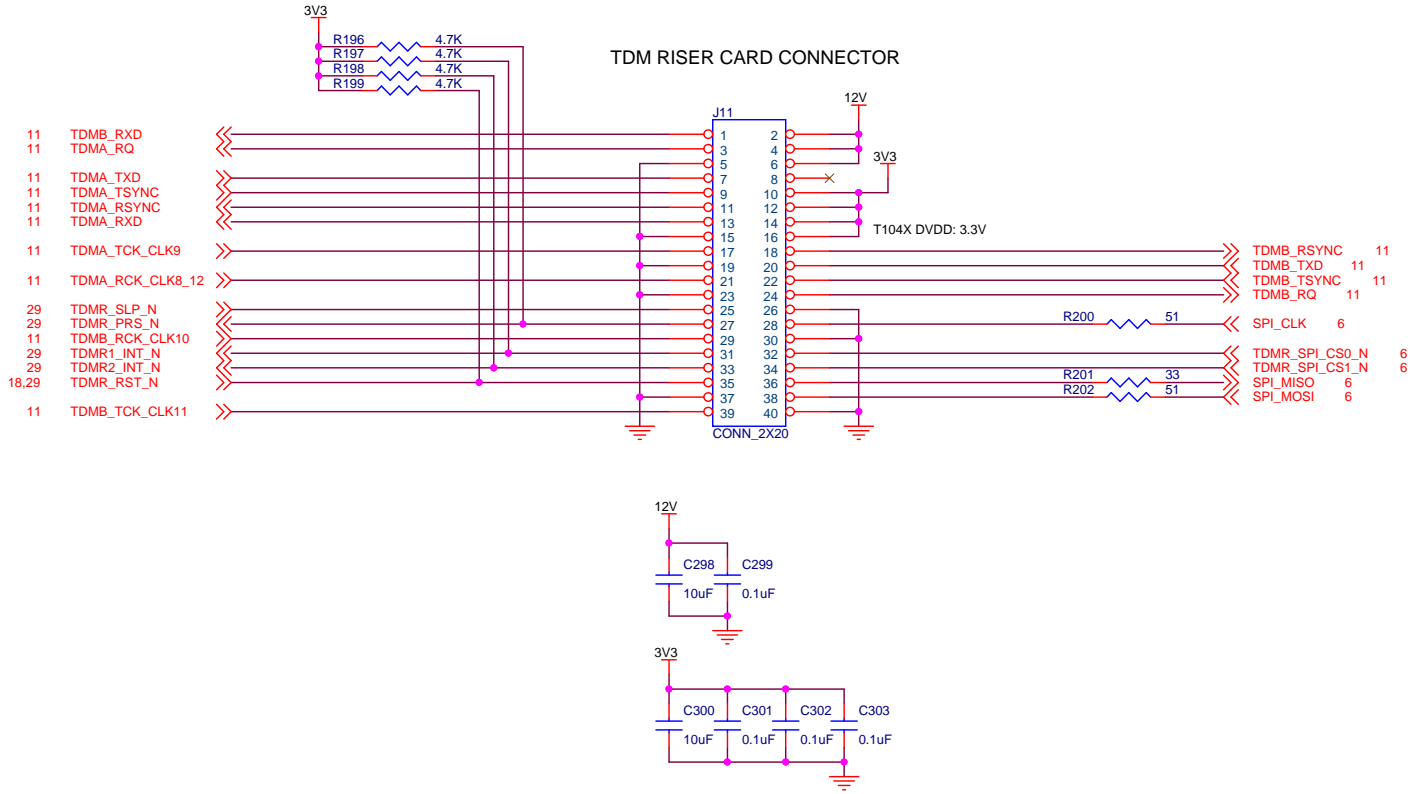 3V3
R196 4.7K
R197 4.7K
R198 4.7K
R199 4.7K
TDM RISER CARD CONNECTOR
12V
J11
11 TDMB_RXD 1 2
11 TDMA_RQ 3 4
5 6
3V3
11 TDMA_TXD 7 8
11 TDMA_TSYNC 9 10
11 TDMA_RSYNC 11 12
11 TDMA_RXD 13 14
T104X DVDD: 3.3V
15 16
11 TDMA_TCK_CLK9 17 18 TDMB_RSYNC 11
19 20 TDMB_TXD 11
11 TDMA_RCK_CLK8_12 21 22 TDMB_TSYNC 11
23 24 TDMB_RQ 11
29 TDMR_SLP_N 25 26
29 TDMR_PRS_N 27 28 R200 51 SPI_CLK 6
11 TDMB_RCK_CLK10 29 30
29 TDMR1_INT_N 31 32 TDMR_SPI_CS0_N 6
29 TDMR2_INT_N 33 34 TDMR_SPI_CS1_N 6
18,29 TDMR_RST_N 35 36 R201 33 SPI_MISO 6
37 38 R202 51 SPI_MOSI 6
11 TDMB_TCK_CLK11 39 40
CONN_2X20
12V
C298 C299
10uF 0.1uF
3V3
C300 C301 C302 C303
10uF 0.1uF 0.1uF 0.1uF